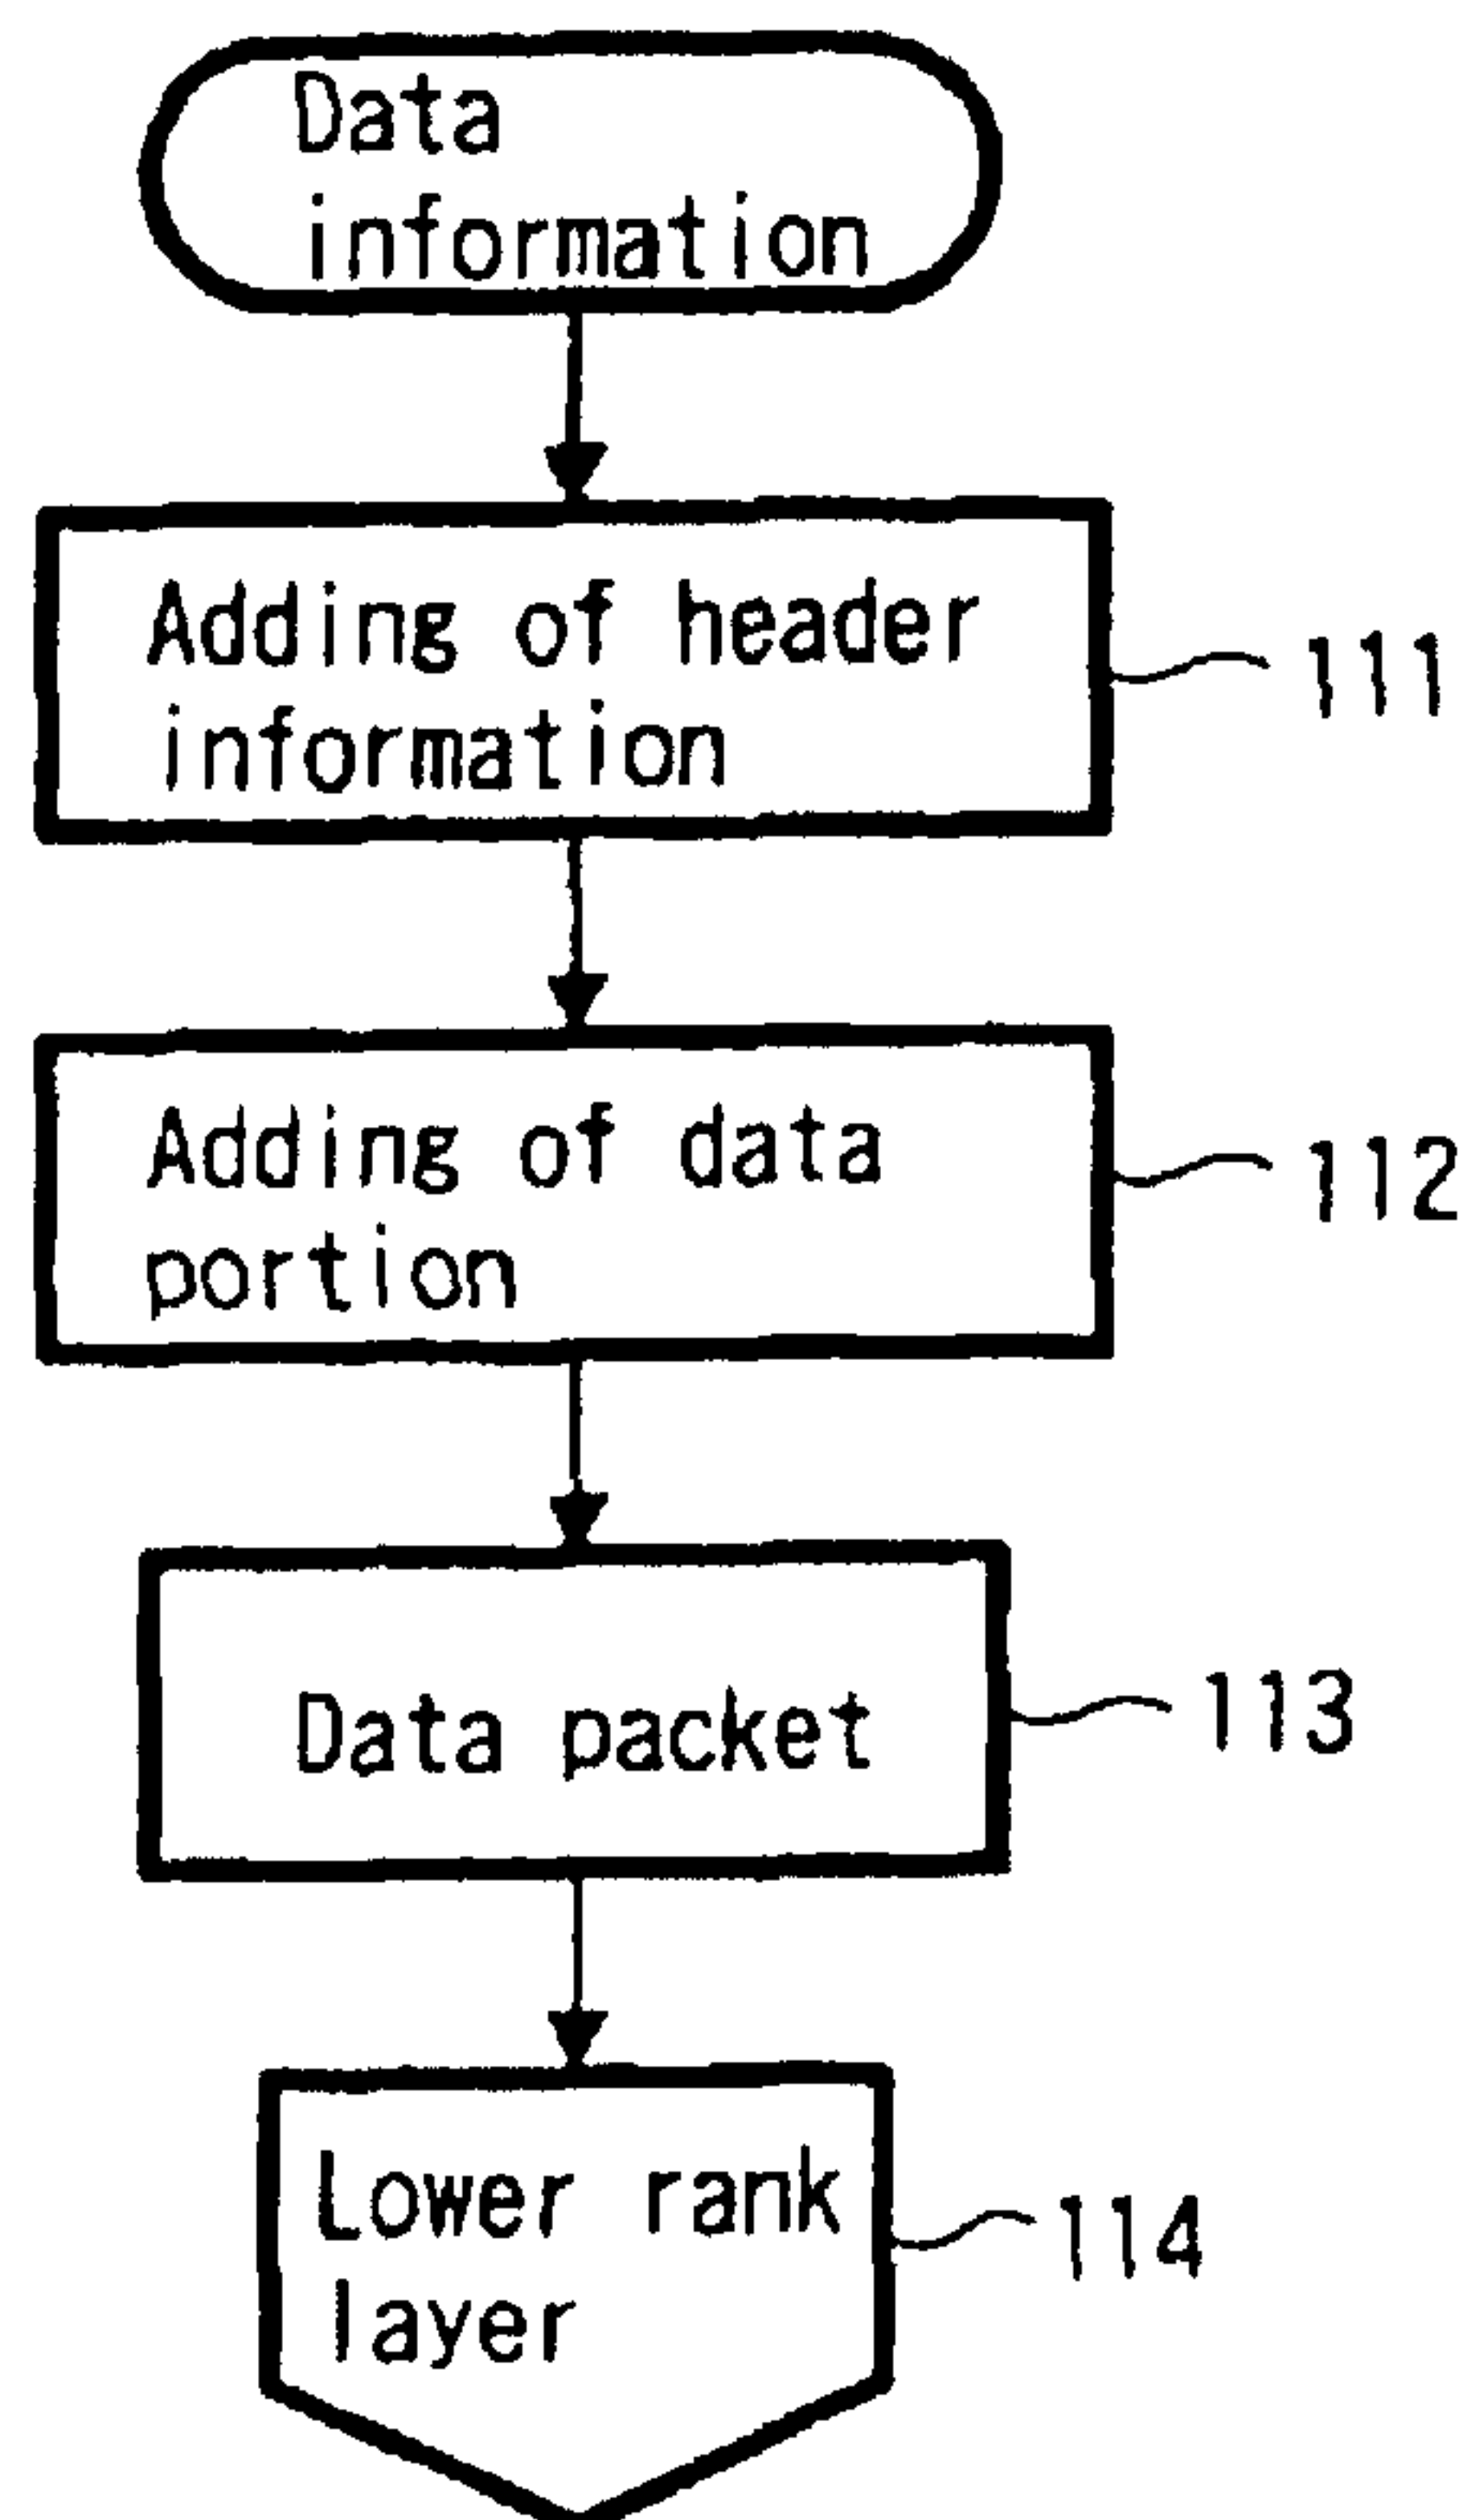 Data
information
Adding of header
information
111
Adding of data
portion
112
Data packet
113
Lower rank
layer
114